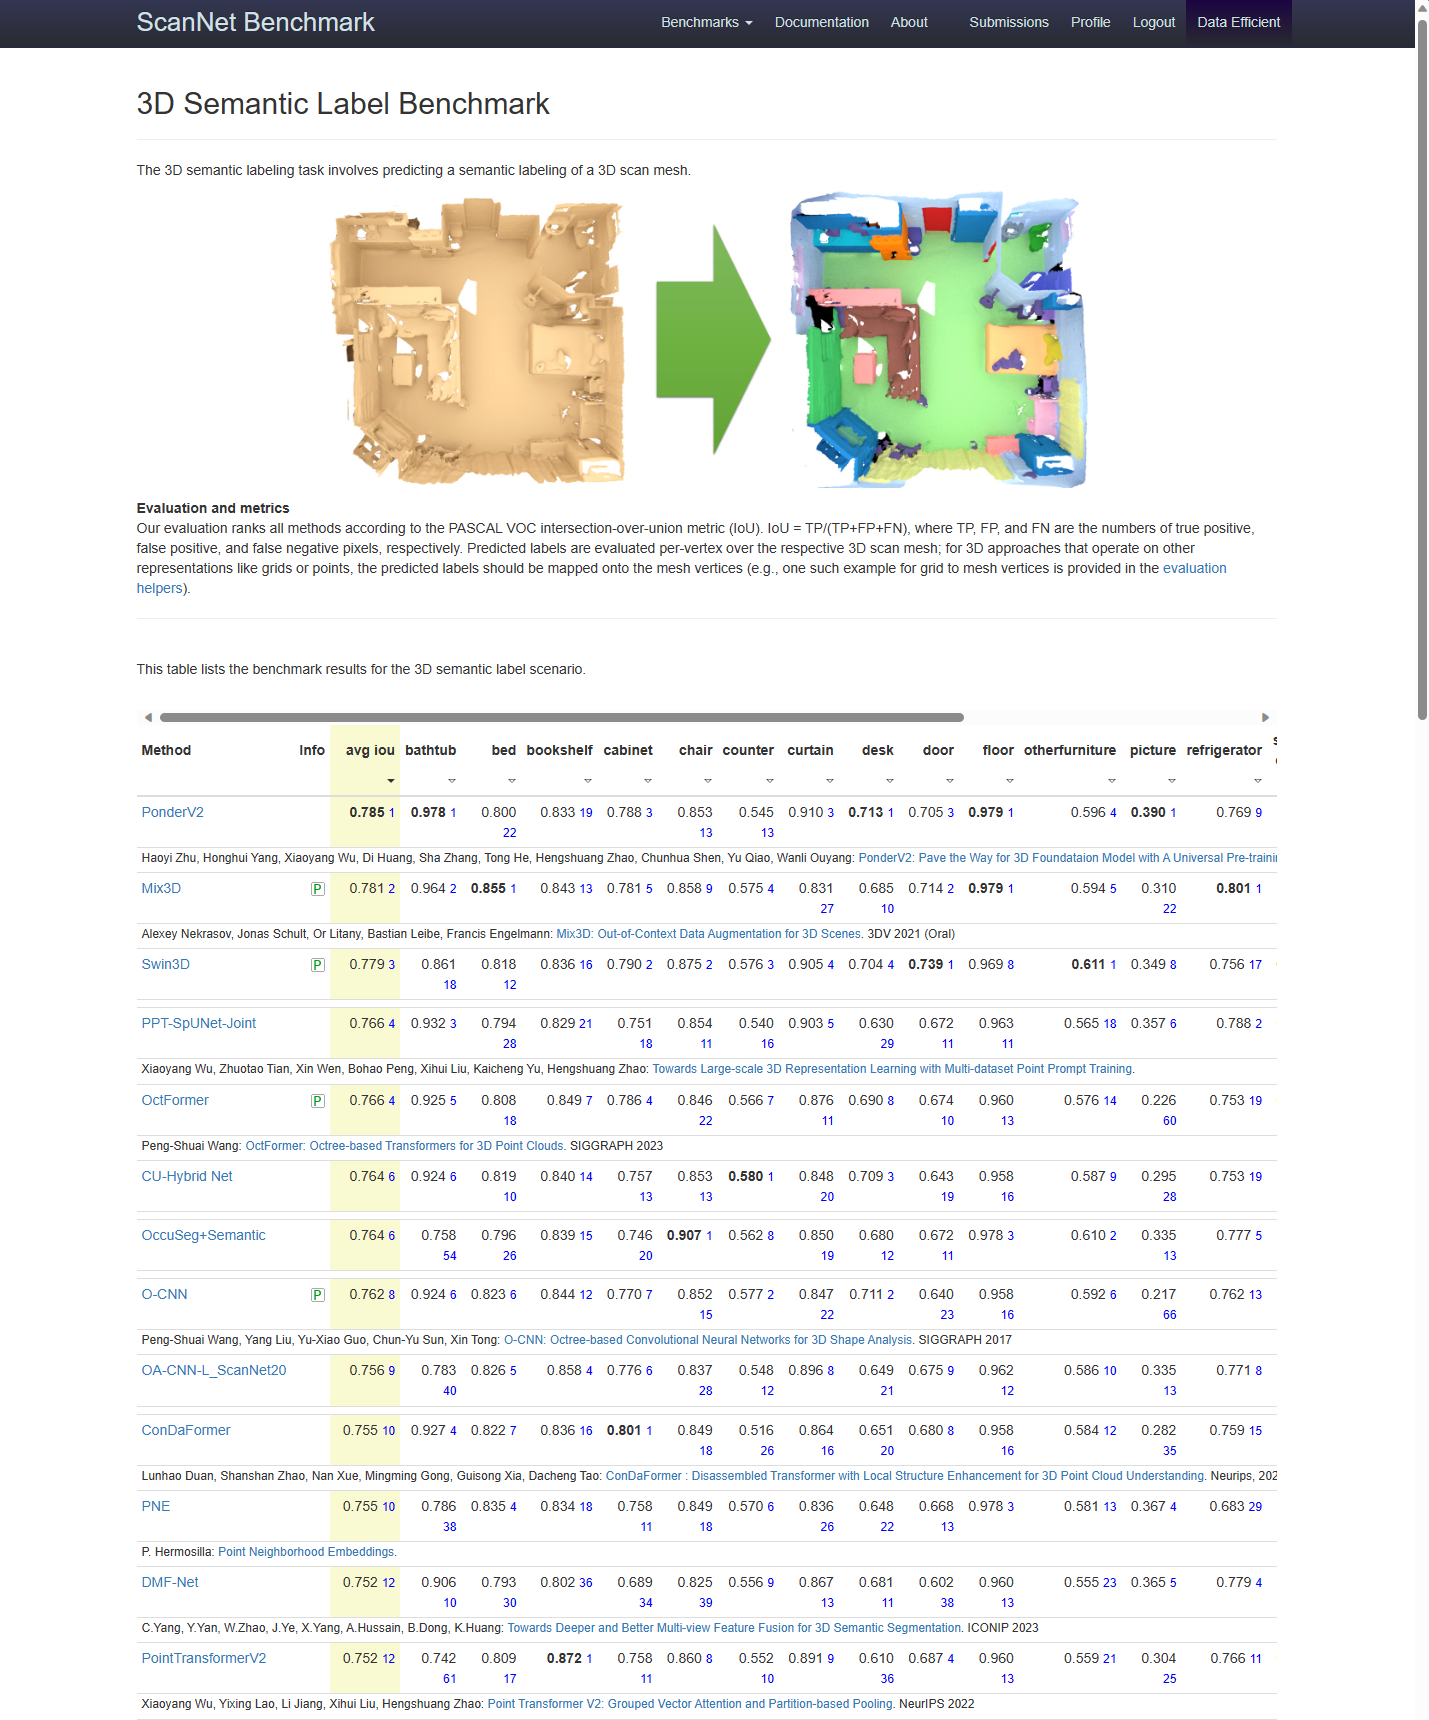 ScanNet Benchmark
Benchmarks Documentation About Submissions Profile Logout Data Efficient
3D Semantic Label Benchmark
The 3D semantic labeling task involves predicting a semantic labeling of a 3D scan mesh.
Evaluation and metrics
Our evaluation ranks all methods according to the PASCAL VOC intersection-over-union metric (IoU). IoU = TP/(TP+FP+FN), where TP, FP, and FN are the numbers of true positive,
false positive, and false negative pixels, respectively. Predicted labels are evaluated per-vertex over the respective 3D scan mesh; for 3D approaches that operate on other
representations like grids or points, the predicted labels should be mapped onto the mesh vertices (e.g., one such example for grid to mesh vertices is provided in the evaluation
helpers).
This table lists the benchmark results for the 3D semantic label scenario.
Method Info avg iou bathtub bed bookshelf cabinet chair counter curtain desk door floor otherfurniture picture refrigerator
PonderV2 0.785 1 0.978 1 0.800 0.833 19 0.788 3 0.853 0.545 0.910 3 0.713 1 0.705 3 0.979 1 0.596 4 0.390 1 0.769 9
22 13 13
Haoyi Zhu, Honghui Yang, Xiaoyang Wu, Di Huang, Sha Zhang, Tong He, Hengshuang Zhao, Chunhua Shen, Yu Qiao, Wanli Ouyang: PonderV2: Pave the Way for 3D Foundataion Model with A Universal Pre-traini
Mix3D P 0.781 2 0.964 2 0.855 1 0.843 13 0.781 5 0.858 9 0.575 4 0.831 0.685 0.714 2 0.979 1 0.594 5 0.310 0.801 1
27 10 22
Alexey Nekrasov, Jonas Schult, Or Litany, Bastian Leibe, Francis Engelmann: Mix3D: Out-of-Context Data Augmentation for 3D Scenes. 3DV 2021 (Oral)
Swin3D P 0.779 3 0.861 0.818 0.836 16 0.790 2 0.875 2 0.576 3 0.905 4 0.704 4 0.739 1 0.969 8 0.611 1 0.349 8 0.756 17
18 12
PPT-SpUNet-Joint 0.766 4 0.932 3 0.794 0.829 21 0.751 0.854 0.540 0.903 5 0.630 0.672 0.963 0.565 18 0.357 6 0.788 2
28 18 11 16 29 11 11
Xiaoyang Wu, Zhuotao Tian, Xin Wen, Bohao Peng, Xihui Liu, Kaicheng Yu, Hengshuang Zhao: Towards Large-scale 3D Representation Learning with Multi-dataset Point Prompt Training.
OctFormer P 0.766 4 0.925 5 0.808 0.849 7 0.786 4 0.846 0.566 7 0.876 0.690 8 0.674 0.960 0.576 14 0.226 0.753 19
18 22 11 10 13 60
Peng-Shuai Wang: OctFormer: Octree-based Transformers for 3D Point Clouds. SIGGRAPH 2023
CU-Hybrid Net 0.764 6 0.924 6 0.819 0.840 14 0.757 0.853 0.580 1 0.848 0.709 3 0.643 0.958 0.587 9 0.295 0.753 19
10 13 13 20 19 16 28
OccuSeg+Semantic 0.764 6 0.758 0.796 0.839 15 0.746 0.907 1 0.562 8 0.850 0.680 0.672 0.978 3 0.610 2 0.335 0.777 5
54 26 20 19 12 11 13
O-CNN P 0.762 8 0.924 6 0.823 6 0.844 12 0.770 7 0.852 0.577 2 0.847 0.711 2 0.640 0.958 0.592 6 0.217 0.762 13
15 22 23 16 66
Peng-Shuai Wang, Yang Liu, Yu-Xiao Guo, Chun-Yu Sun, Xin Tong: O-CNN: Octree-based Convolutional Neural Networks for 3D Shape Analysis. SIGGRAPH 2017
OA-CNN-L_ScanNet20 0.756 9 0.783 0.826 5 0.858 4 0.776 6 0.837 0.548 0.896 8 0.649 0.675 9 0.962 0.586 10 0.335 0.771 8
40 28 12 21 12 13
ConDaFormer 0.755 10 0.927 4 0.822 7 0.836 16 0.801 1 0.849 0.516 0.864 0.651 0.680 8 0.958 0.584 12 0.282 0.759 15
18 26 16 20 16 35
Lunhao Duan, Shanshan Zhao, Nan Xue, Mingming Gong, Guisong Xia, Dacheng Tao: ConDaFormer : Disassembled Transformer with Local Structure Enhancement for 3D Point Cloud Understanding. Neurips, 202
PNE 0.755 10 0.786 0.835 4 0.834 18 0.758 0.849 0.570 6 0.836 0.648 0.668 0.978 3 0.581 13 0.367 4 0.683 29
38 11 18 26 22 13
P. Hermosilla: Point Neighborhood Embeddings.
DMF-Net 0.752 12 0.906 0.793 0.802 36 0.689 0.825 0.556 9 0.867 0.681 0.602 0.960 0.555 23 0.365 5 0.779 4
10 30 34 39 13 11 38 13
C.Yang, Y.Yan, W.Zhao, J.Ye, X.Yang, A.Hussain, B.Dong, K.Huang: Towards Deeper and Better Multi-view Feature Fusion for 3D Semantic Segmentation. ICONIP 2023
PointTransformerV2 0.752 12 0.742 0.809 0.872 1 0.758 0.860 8 0.552 0.891 9 0.610 0.687 4 0.960 0.559 21 0.304 0.766 11
61 17 11 10 36 13 25
Xiaoyang Wu, Yixing Lao, Li Jiang, Xihui Liu, Hengshuang Zhao: Point Transformer V2: Grouped Vector Attention and Partition-based Pooling. NeurIPS 2022